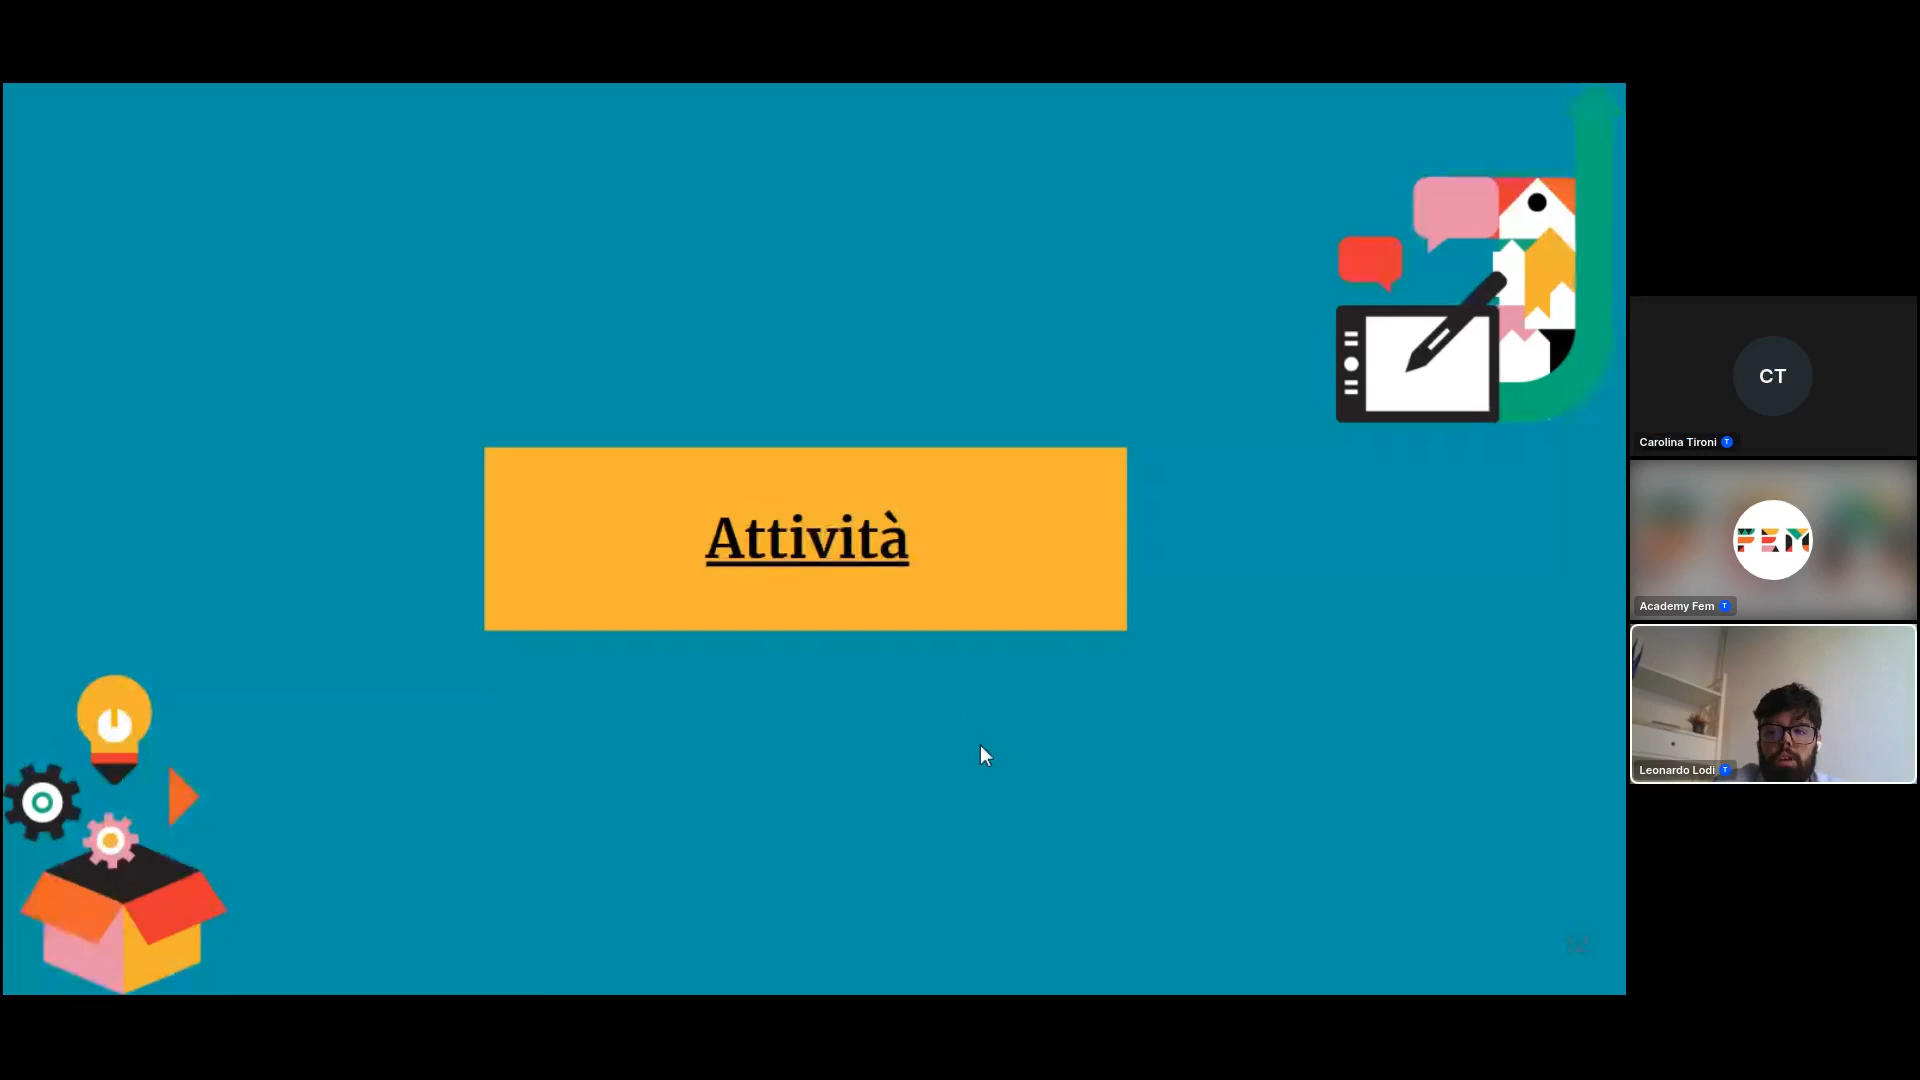 Attività
CT
Carolina Tironi T
FEM
Academy Fem T
Leonardo Lodi T